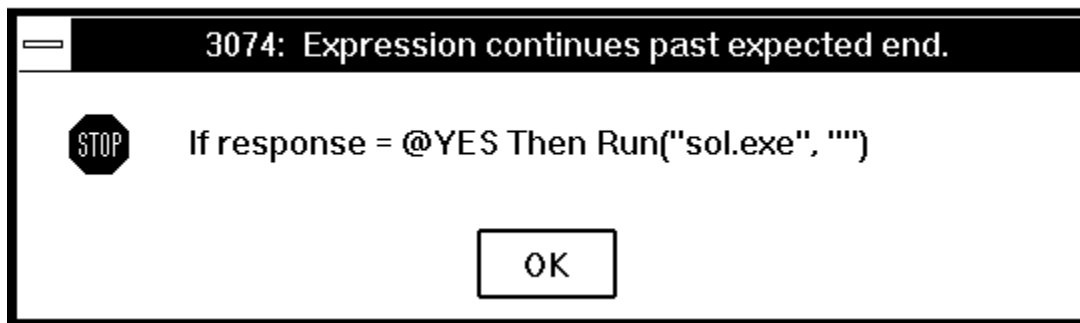 3074:  Expression continues past expected end.
STOP
If response = @YES Then Run("sol.exe", "")
OK